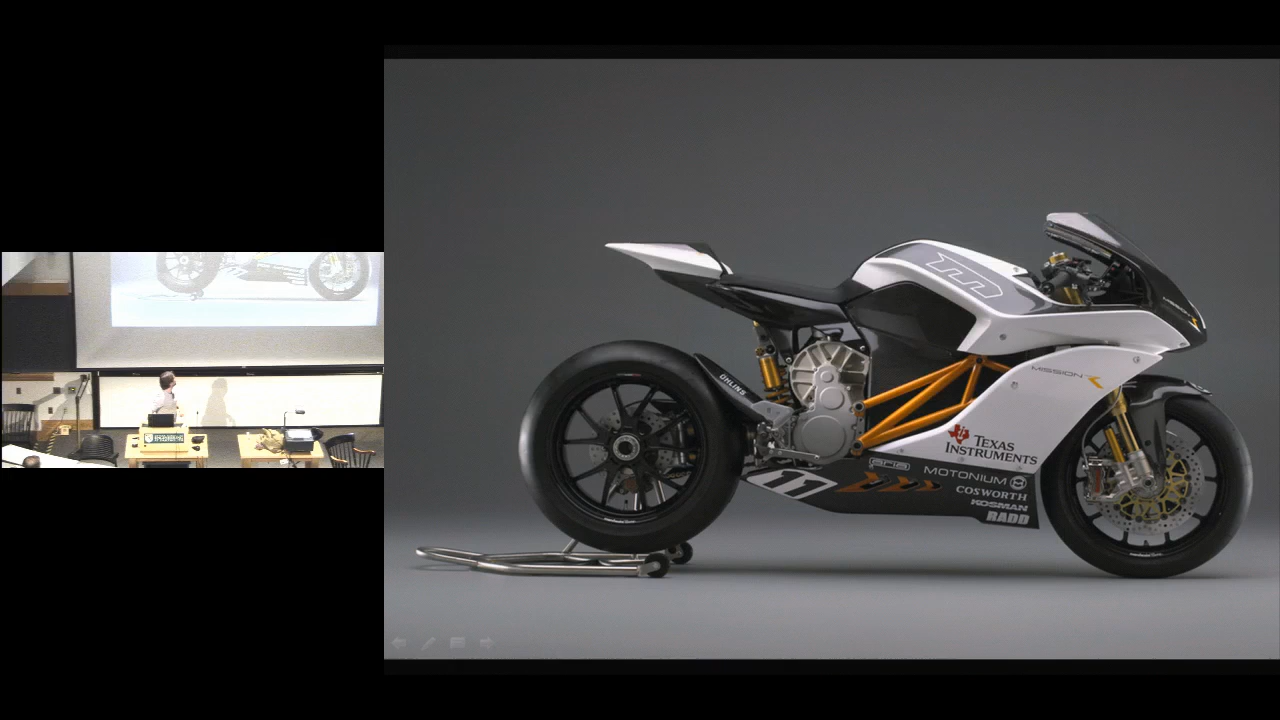 MISSION
ÖHLINS
TEXAS
INSTRUMENTS
MOTONIUM
COSWORTH
KOSMAN
RADD
11